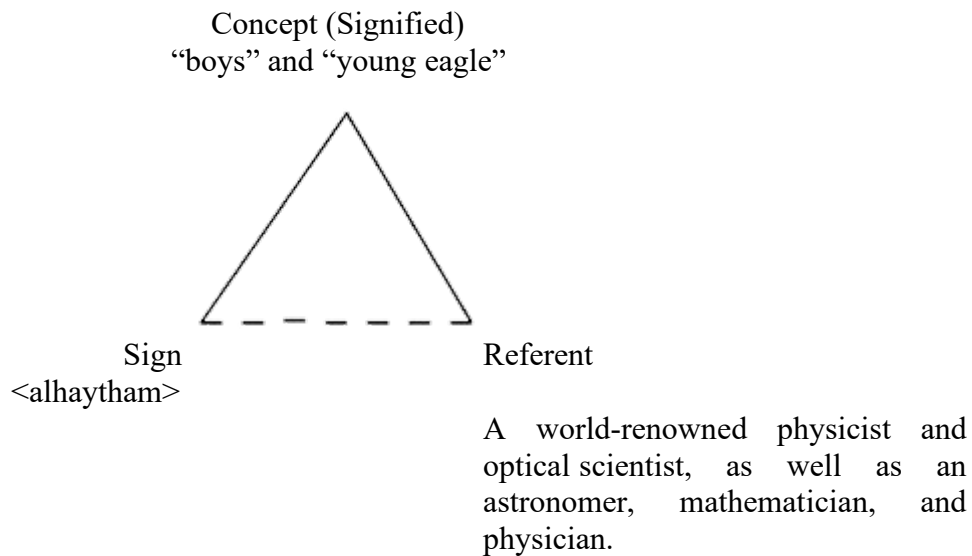 Concept (Signified)
“boys” and “young eagle”
Sign
<alhaytham>
Referent
A world-renowned physicist and
optical scientist, as well as an
astronomer, mathematician, and
physician.